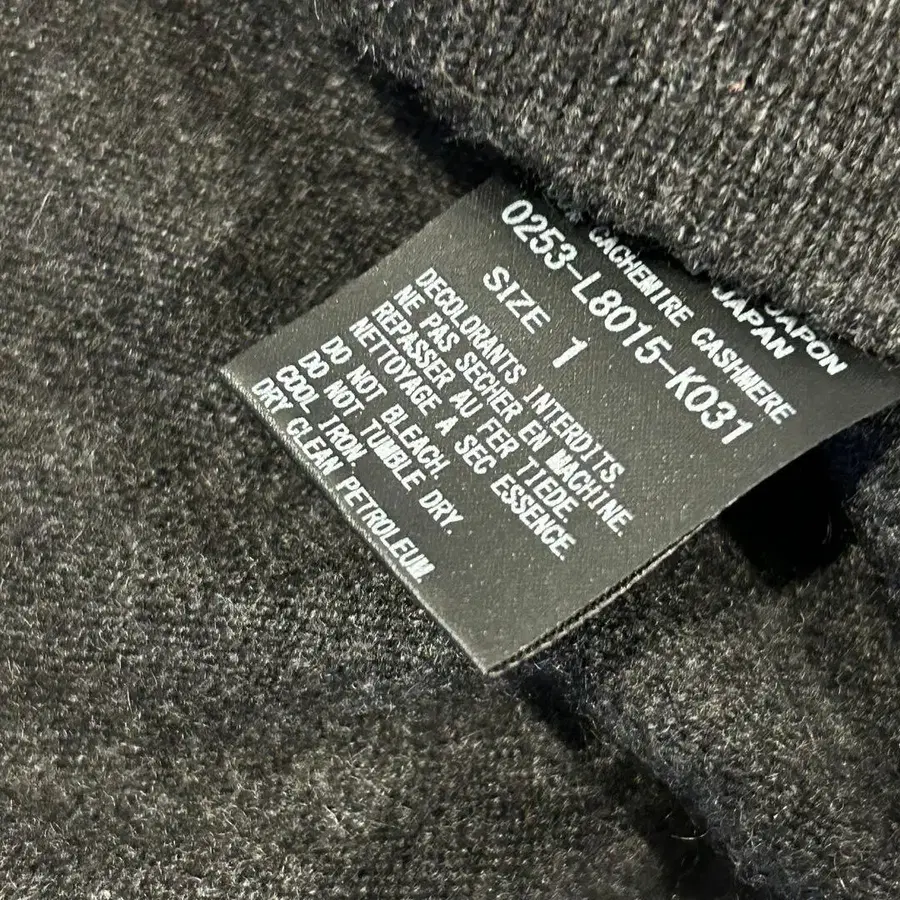 JAPON
JAPAN
CACHEMIRE CASHMERE
0253-L8015-K031
SIZE 1
DECOLORANTS INTERDITS.
NE PAS SECHER EN MACHINE.
REPASSER AU FER TIEDE.
NETTOYAGE A SEC ESSENCE.
DO NOT BLEACH.
DO NOT TUMBLE DRY.
COOL IRON.
DRY CLEAN PETROLEUM.